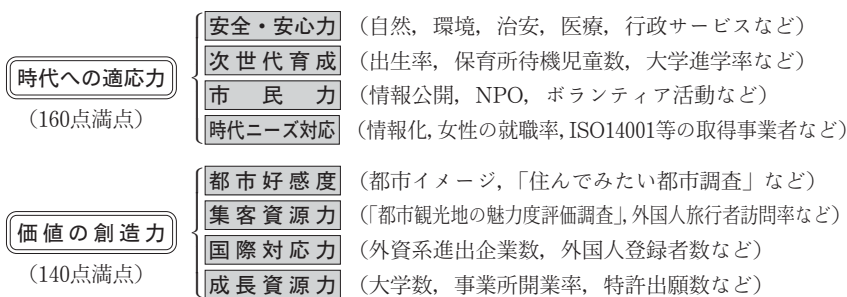 安全・安心力 （自然，環境，治安，医療，行政サービスなど）
次世代育成 （出生率，保育所待機児童数，大学進学率など）
時代への適応力
市民力 （情報公開，NPO，ボランティア活動など）
（160点満点）
時代ニーズ対応 （情報化，女性の就職率，ISO14001等の取得事業者など）
都市好感度 （都市イメージ，「住んでみたい都市調査」など）
集客資源力 （「都市観光地の魅力度評価調査」，外国人旅行者訪問率など）
価値の創造力
国際対応力 （外資系進出企業数，外国人登録者数など）
（140点満点）
成長資源力 （大学数，事業所開業率，特許出願数など）